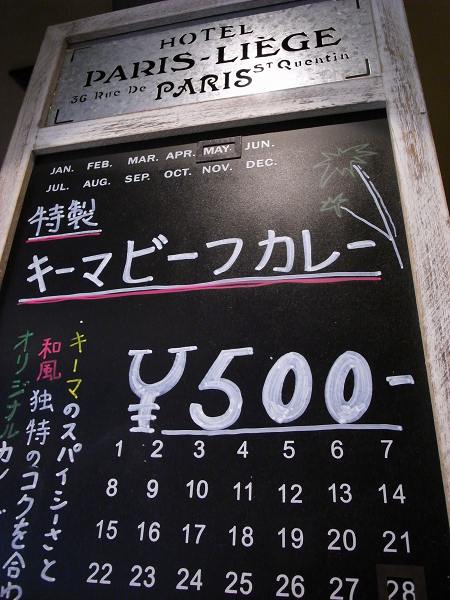 HOTEL
PARIS-LIÈGE
36 Rue De PARIS ST Quentin
JAN. FEB. MAR. APR. MAY. JUN.
JUL. AUG. SEP. OCT. NOV. DEC.
特製
キーマビーフカレー
¥500-
キーマのスパイシーさと
和風独特のコクを合わ
オリジナルカレ
1 2 3 4 5 6 7
8 9 10 11 12 13 14
15 16 17 18 19 20 21
22 23 24 25 26 27 28